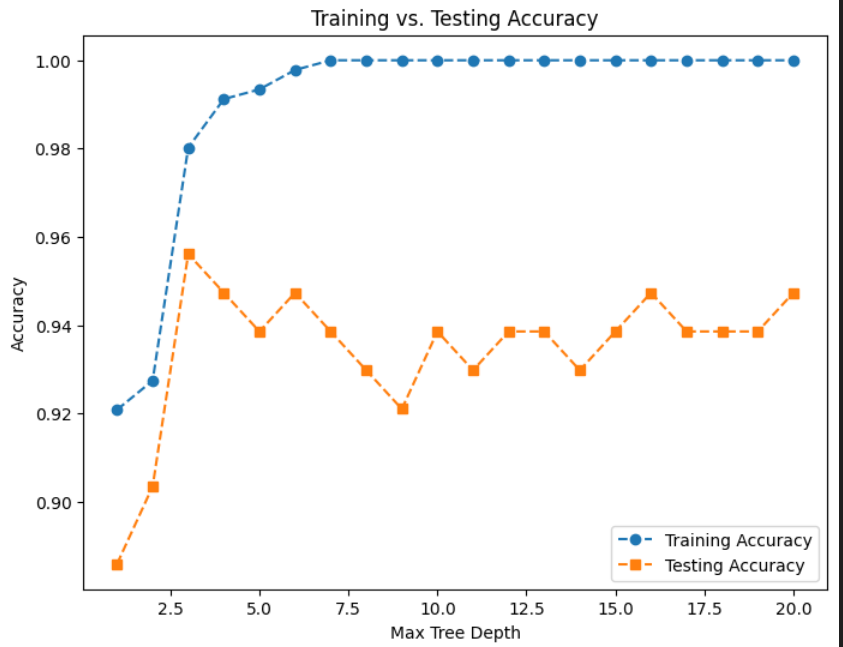 Training vs. Testing Accuracy
1.00
0.98
0.96
0.94
0.92
0.90
Accuracy
Training Accuracy
Testing Accuracy
2.5 5.0 7.5 10.0 12.5 15.0 17.5 20.0
Max Tree Depth